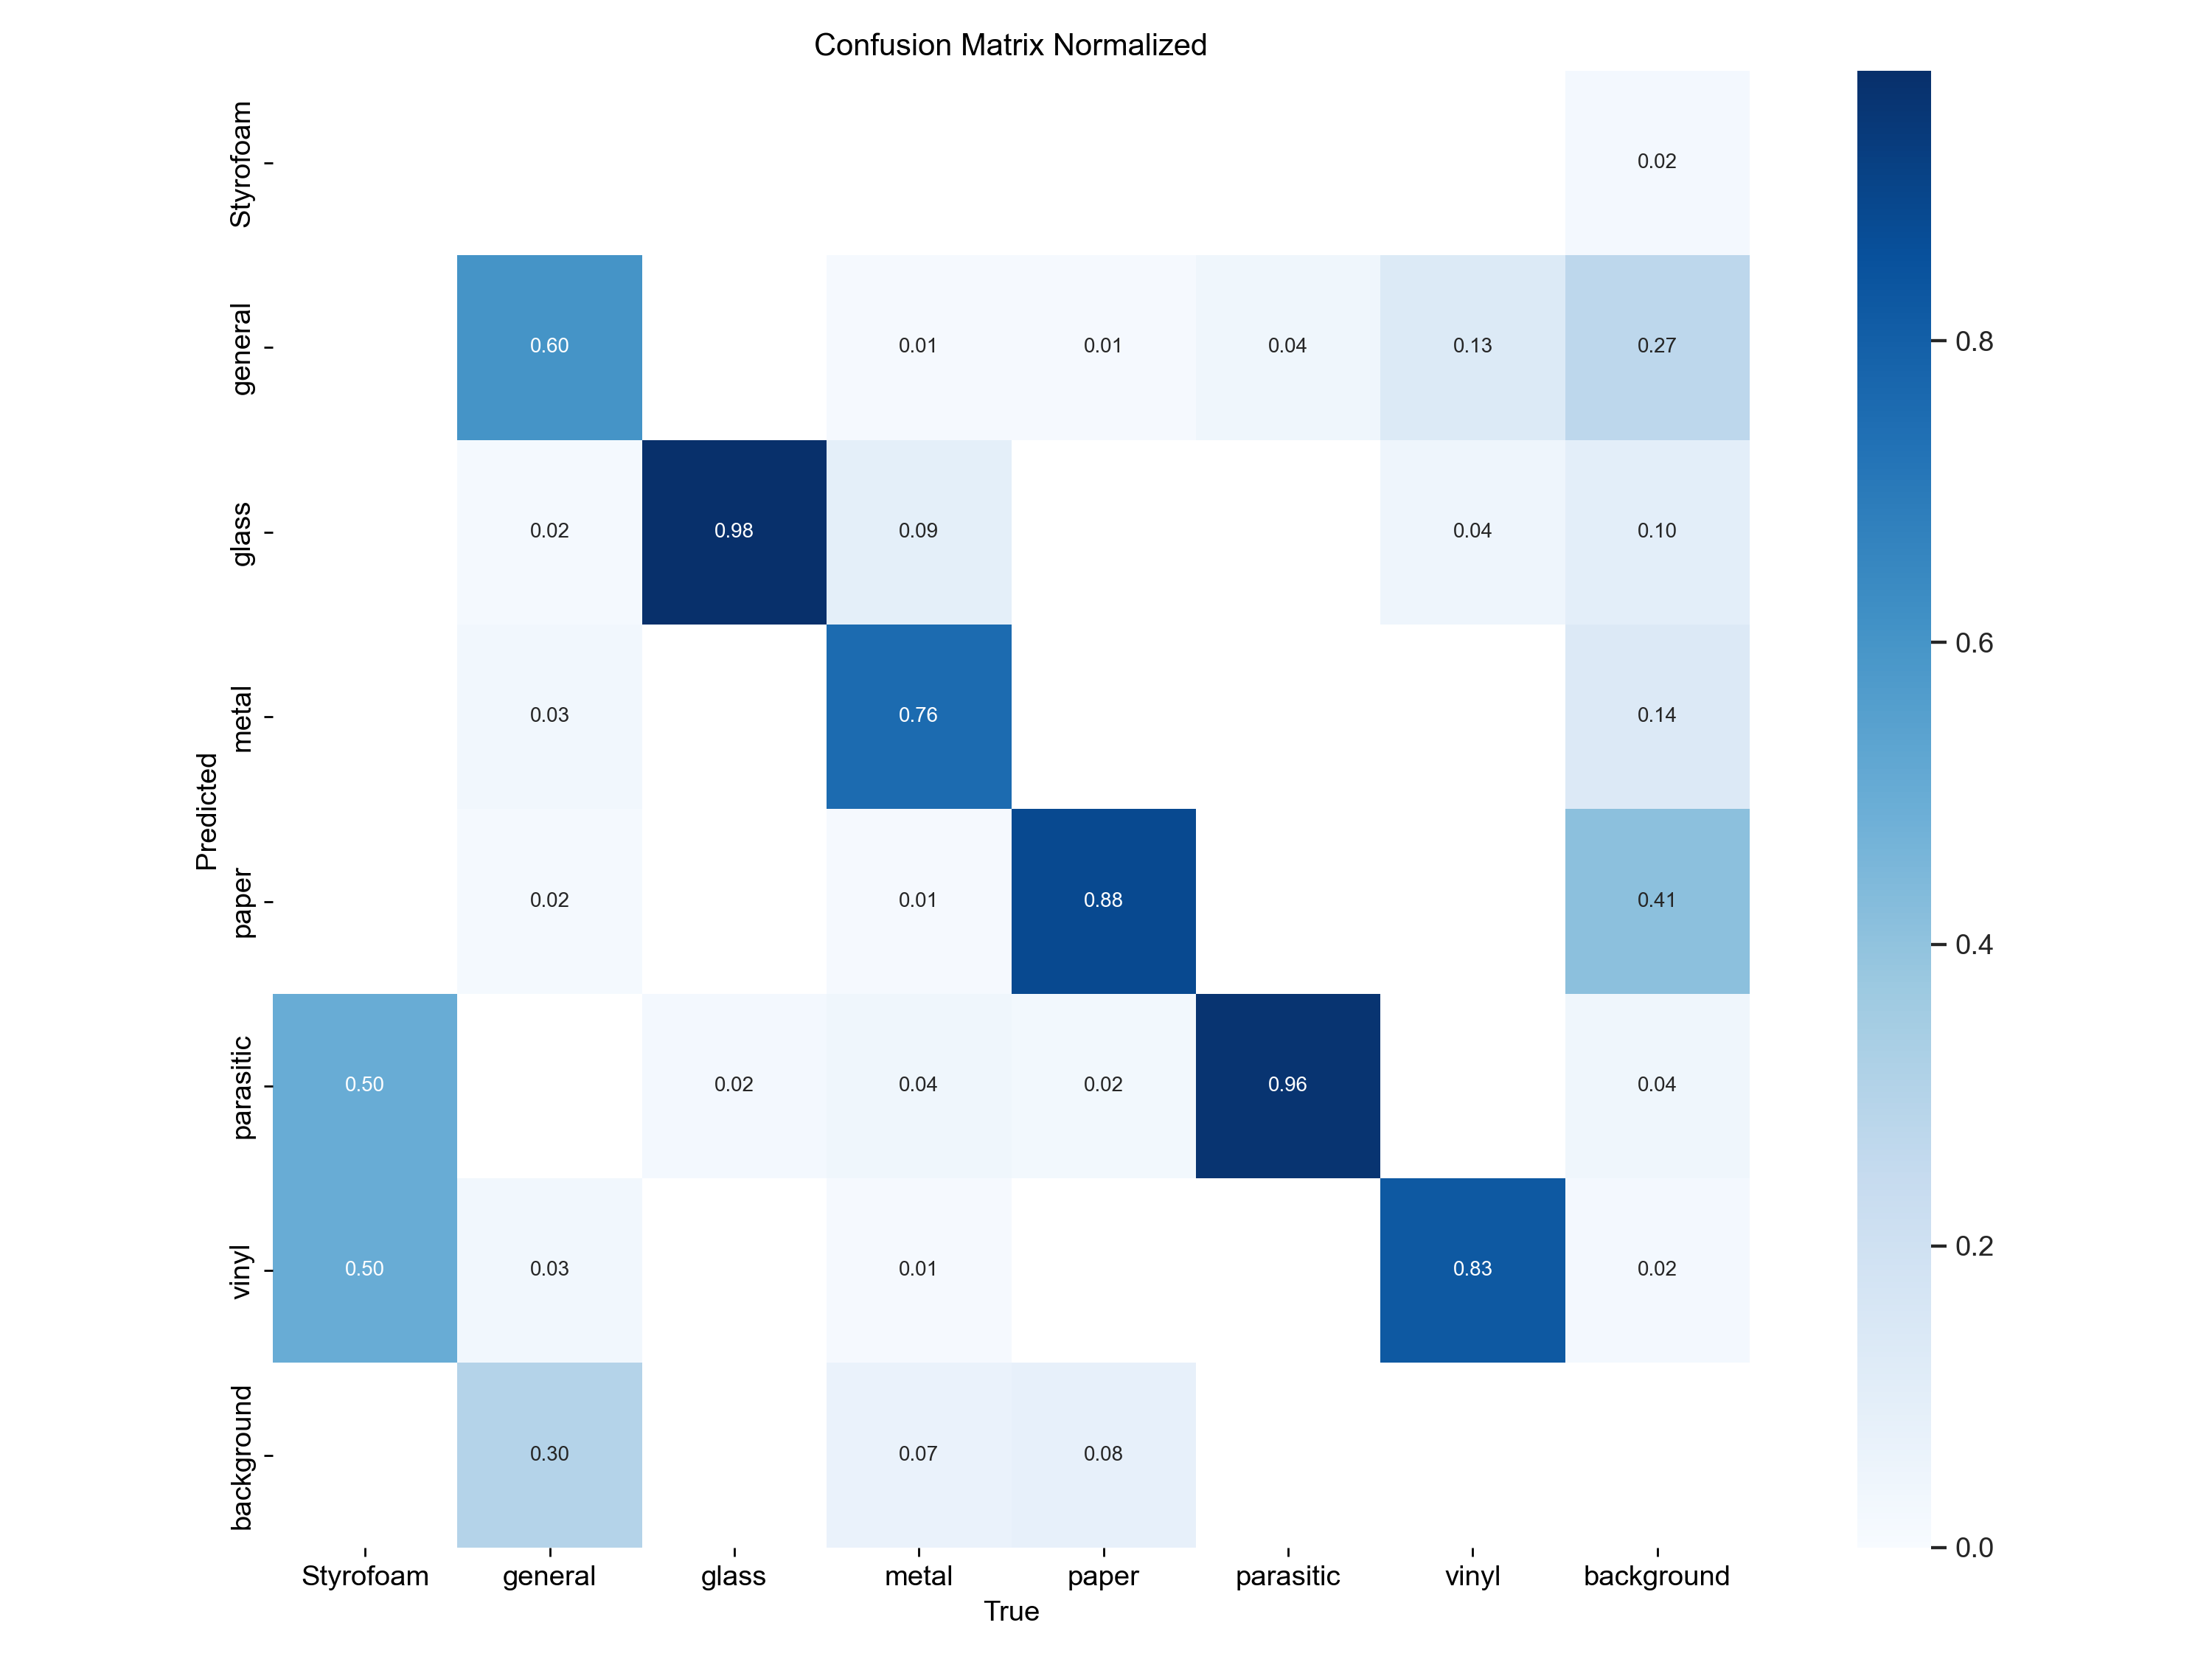 Confusion Matrix Normalized
Styrofoam 0.02
general 0.60 0.01 0.01 0.04 0.13 0.27
glass 0.02 0.98 0.09 0.04 0.10
metal 0.03 0.76 0.14
paper 0.02 0.01 0.88 0.41
parasitic 0.50 0.02 0.04 0.02 0.96 0.04
vinyl 0.50 0.03 0.01 0.83 0.02
background 0.30 0.07 0.08
Predicted
Styrofoam general glass metal paper parasitic vinyl background
True
0.8
0.6
0.4
0.2
0.0